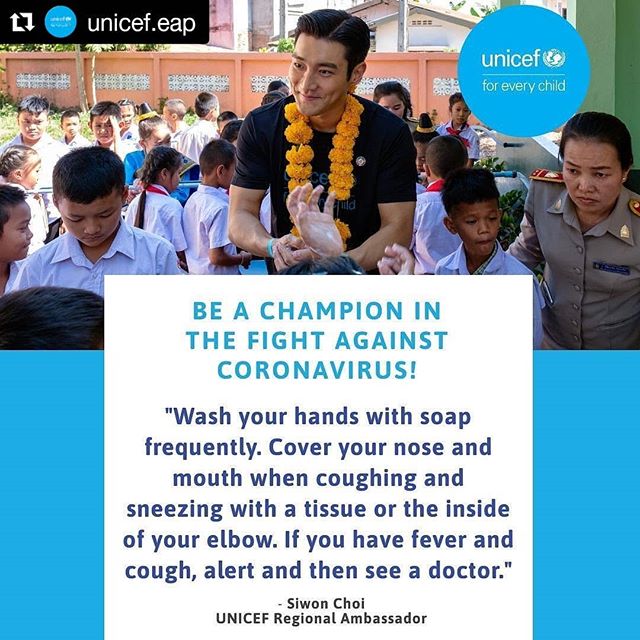 unicef.eap
unicef
for every child
BE A CHAMPION IN
THE FIGHT AGAINST
CORONAVIRUS!
"Wash your hands with soap
frequently. Cover your nose and
mouth when coughing and
sneezing with a tissue or the inside
of your elbow. If you have fever and
cough, alert and then see a doctor."
- Siwon Choi
UNICEF Regional Ambassador